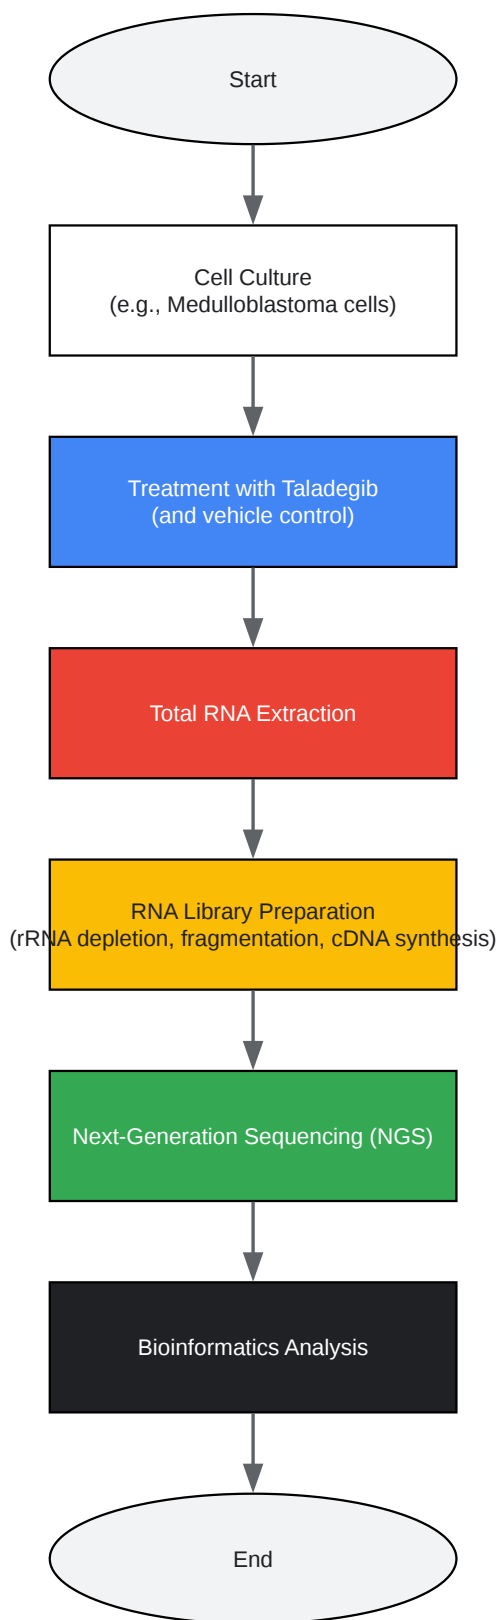 Start
Cell Culture
(e.g., Medulloblastoma cells)
Treatment with Taladegib
(and vehicle control)
Total RNA Extraction
RNA Library Preparation
(rRNA depletion, fragmentation, cDNA synthesis)
Next-Generation Sequencing (NGS)
Bioinformatics Analysis
End